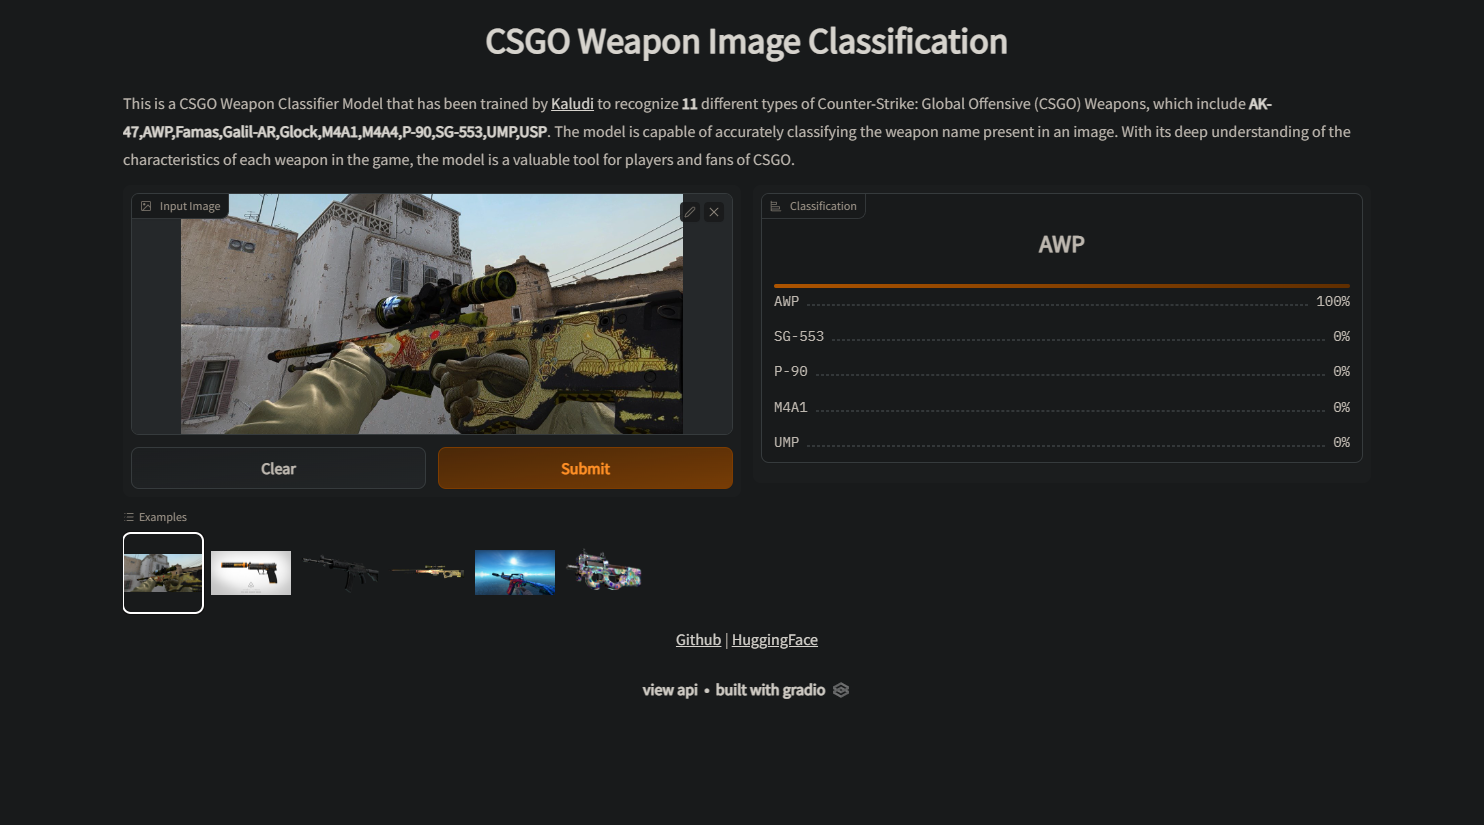 CSGO Weapon Image Classification
This is a CSGO Weapon Classifier Model that has been trained by Kaludi to recognize 11 different types of Counter-Strike: Global Offensive (CSGO) Weapons, which include AK-
47,AWP,Famas,Galil-AR,Glock,M4A1,M4A4,P-90,SG-553,UMP,USP. The model is capable of accurately classifying the weapon name present in an image. With its deep understanding of the
characteristics of each weapon in the game, the model is a valuable tool for players and fans of CSGO.
Input Image
Clear
Submit
Classification
AWP
AWP 100%
SG-553 0%
P-90 0%
M4A1 0%
UMP 0%
Examples
Github | HuggingFace
view api • built with gradio